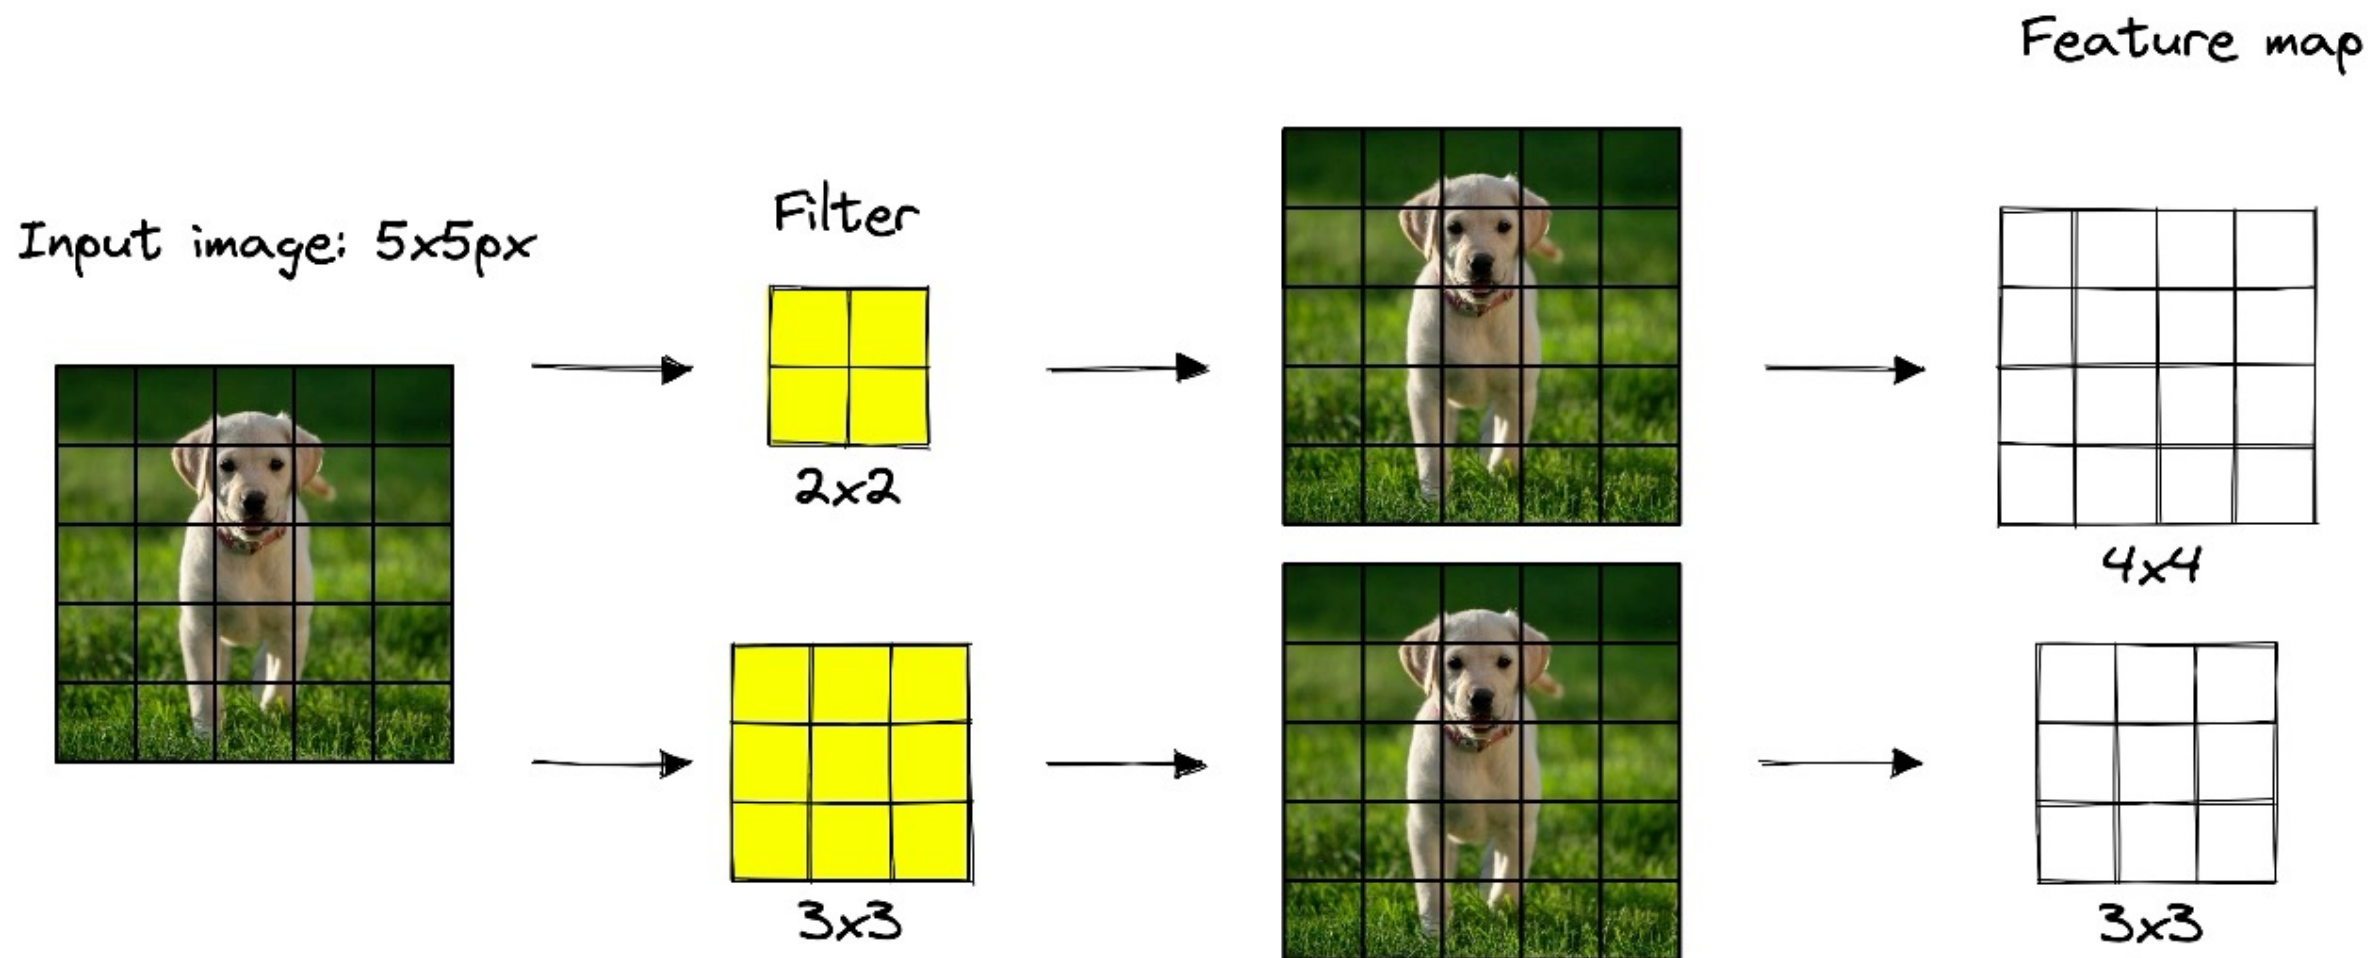 Feature map
Filter
Input image: 5x5px
2x2
4x4
3x3
3x3